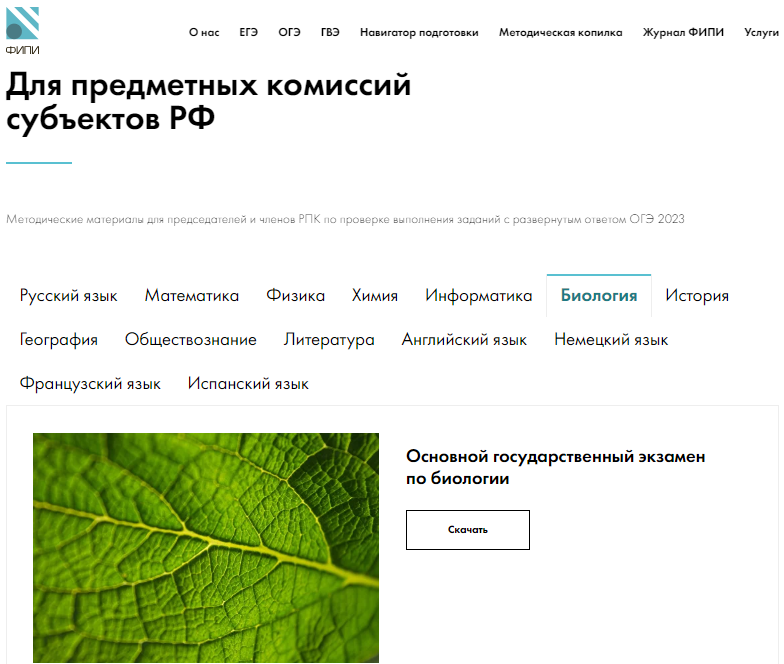 ФИПИ
О нас ЕГЭ ОГЭ ГВЭ Навигатор подготовки Методическая копилка Журнал ФИПИ Услуги
Для предметных комиссий
субъектов РФ
Методические материалы для председателей и членов РПК по проверке выполнения заданий с развернутым ответом ОГЭ 2023
Русский язык Математика Физика Химия Информатика Биология История
География Обществознание Литература Английский язык Немецкий язык
Французский язык Испанский язык
Основной государственный экзамен
по биологии
Скачать